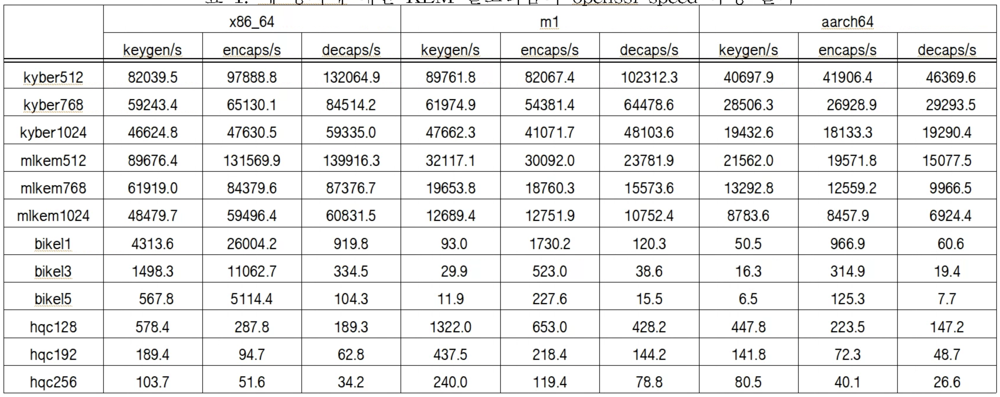 KEM openssl speed
x86_64 m1 aarch64
keygen/s encaps/s decaps/s keygen/s encaps/s decaps/s keygen/s encaps/s decaps/s
kyber512 82039.5 97888.8 132064.9 89761.8 82067.4 102312.3 40697.9 41906.4 46369.6
kyber768 59243.4 65130.1 84514.2 61974.9 54381.4 64478.6 28506.3 26928.9 29293.5
kyber1024 46624.8 47630.5 59335.0 47662.3 41071.7 48103.6 19432.6 18133.3 19290.4
mlkem512 89676.4 131569.9 139916.3 32117.1 30092.0 23781.9 21562.0 19571.8 15077.5
mlkem768 61919.0 84379.6 87376.7 19653.8 18760.3 15573.6 13292.8 12559.2 9966.5
mlkem1024 48479.7 59496.4 60831.5 12689.4 12751.9 10752.4 8783.6 8457.9 6924.4
bikel1 4313.6 26004.2 919.8 93.0 1730.2 120.3 50.5 966.9 60.6
bikel3 1498.3 11062.7 334.5 29.9 523.0 38.6 16.3 314.9 19.4
bikel5 567.8 5114.4 104.3 11.9 227.6 15.5 6.5 125.3 7.7
hqc128 578.4 287.8 189.3 1322.0 653.0 428.2 447.8 223.5 147.2
hqc192 189.4 94.7 62.8 437.5 218.4 144.2 141.8 72.3 48.7
hqc256 103.7 51.6 34.2 240.0 119.4 78.8 80.5 40.1 26.6